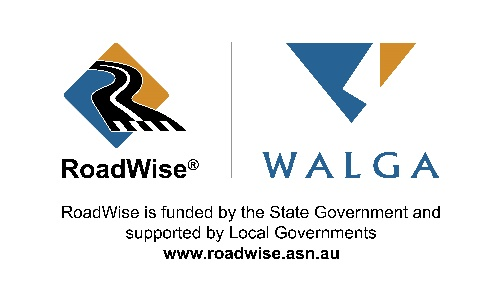 RoadWise®
WALGA
RoadWise is funded by the State Government and
supported by Local Governments
www.roadwise.asn.au